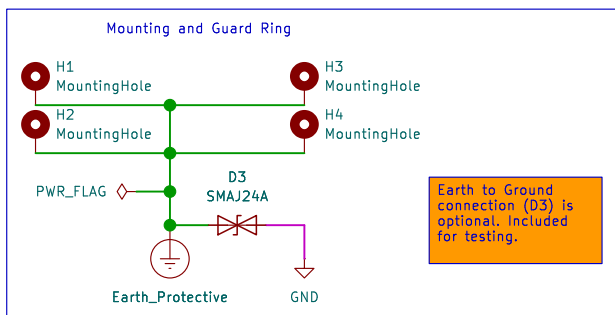 Mounting and Guard Ring
H1
MountingHole
H3
MountingHole
H2
MountingHole
H4
MountingHole
PWR_FLAG
D3
SMAJ24A
Earth to Ground
connection (D3) is
optional. Included
for testing.
Earth_Protective
GND